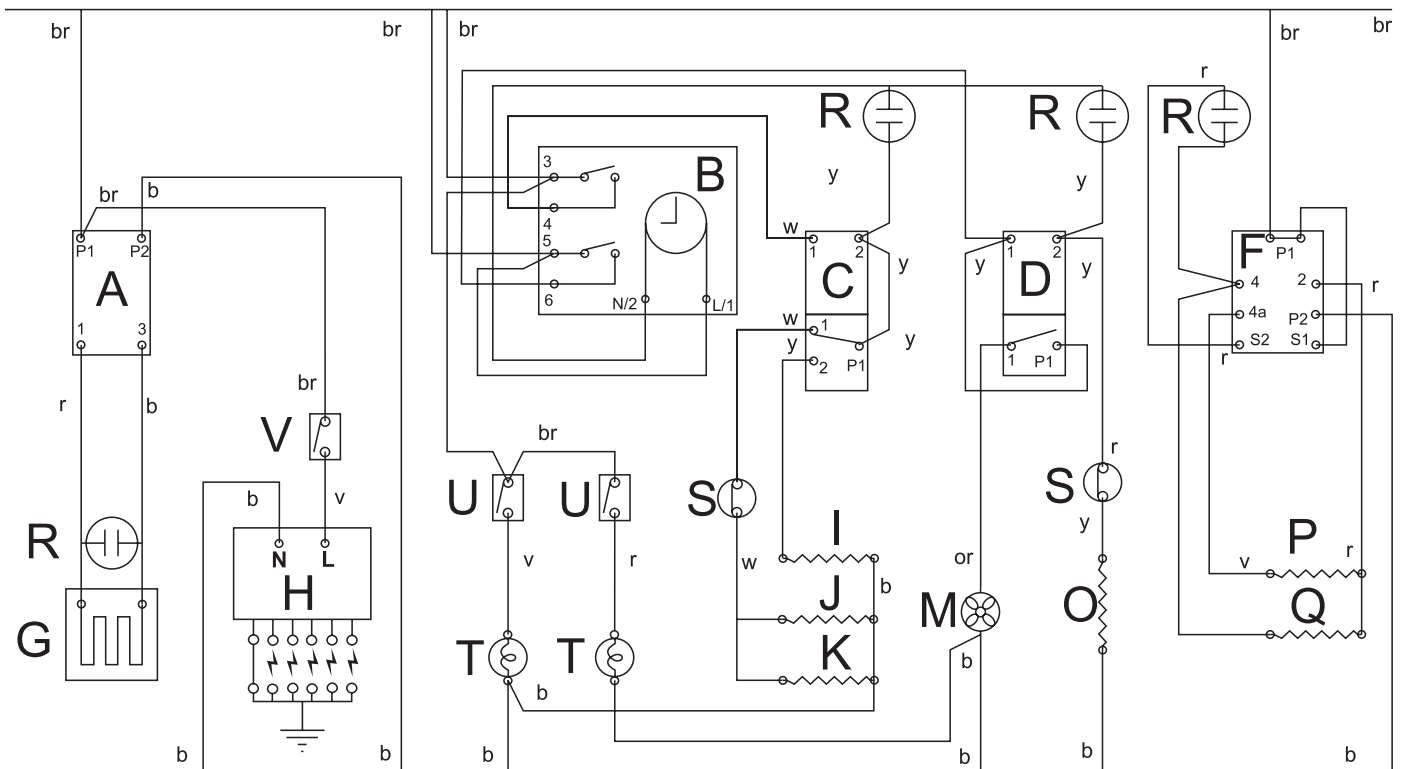 br br br br br
r
R R R
br b
3
B
y y
4
5
w
P1 P2
1 2
1 2
F P1
A
C y
y D y
4 2 r
6 N/2 L/1
w 1
4a P2
1 3
y
2 P1
y
1 P1
S2 S1
r
br
r b
V
br
r
U U S
S
b v
y
I
R
N L
v r w
b
or
P r
v
H
J
M
O
Q
G
T T
K
b
b
b b b b b b